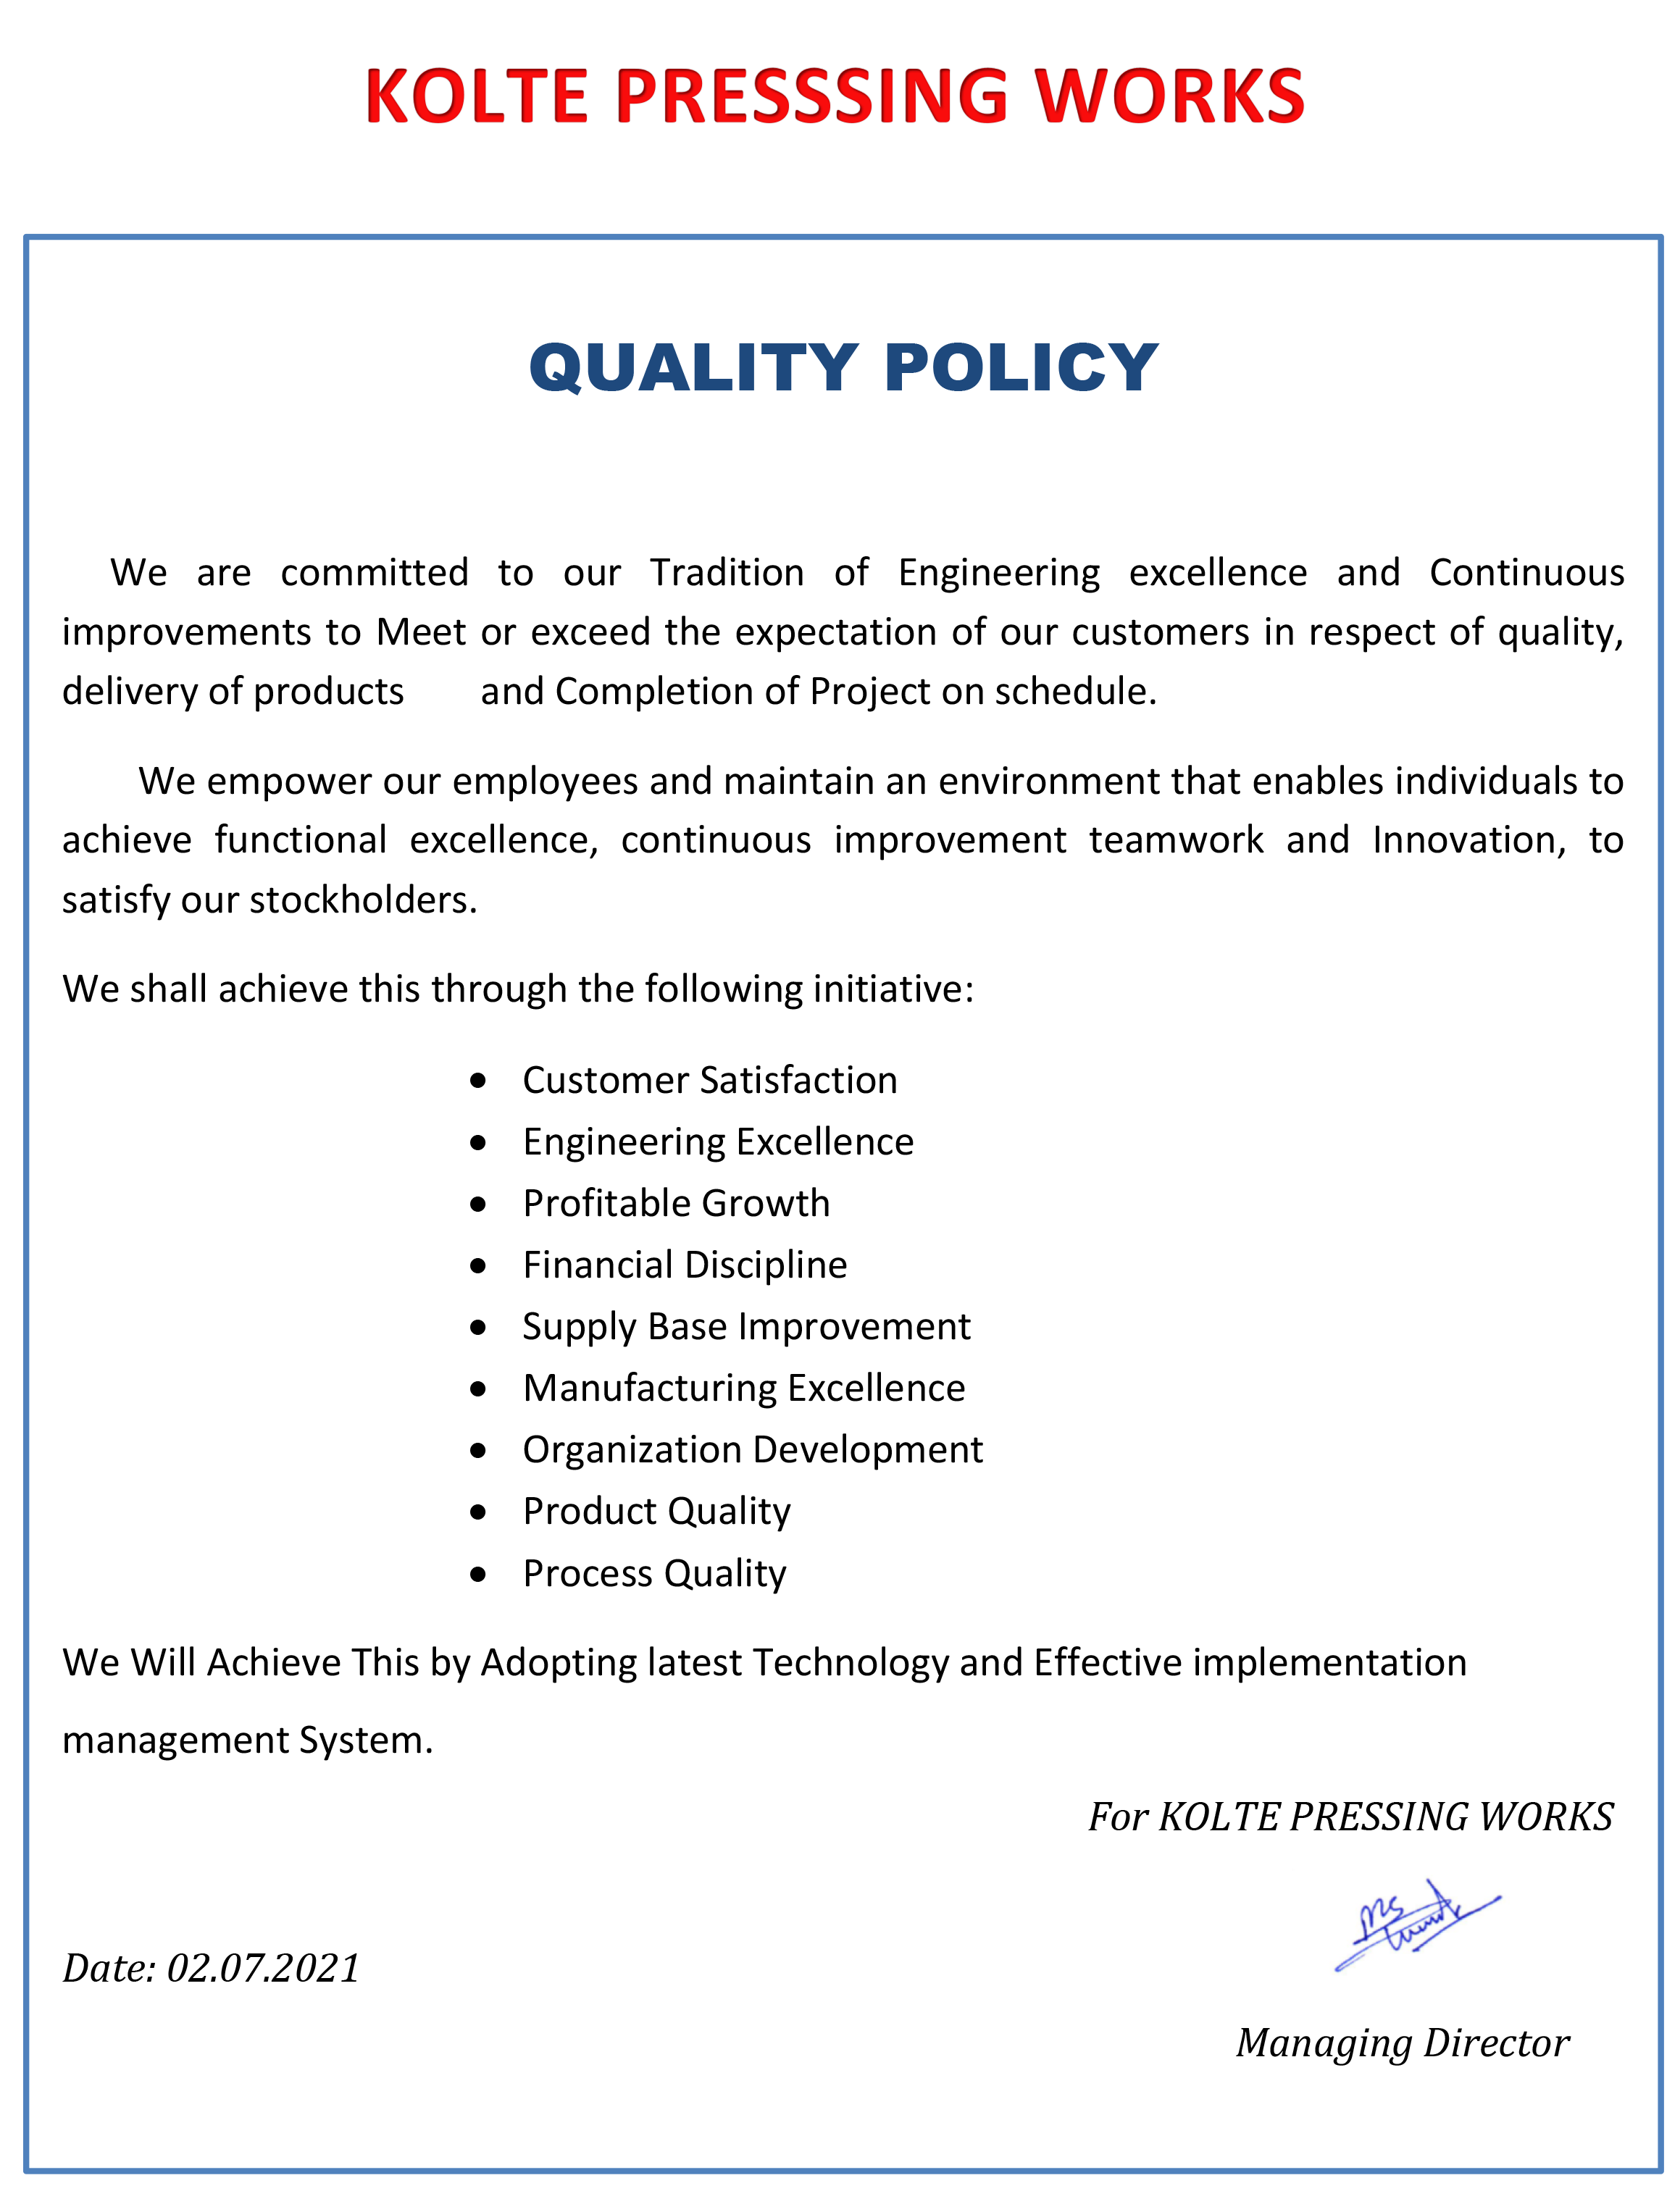 KOLTE PRESSSING WORKS
QUALITY POLICY
We are committed to our Tradition of Engineering excellence and Continuous
improvements to Meet or exceed the expectation of our customers in respect of quality,
delivery of products and Completion of Project on schedule.
We empower our employees and maintain an environment that enables individuals to
achieve functional excellence, continuous improvement teamwork and Innovation, to
satisfy our stockholders.
We shall achieve this through the following initiative:
• Customer Satisfaction
• Engineering Excellence
• Profitable Growth
• Financial Discipline
• Supply Base Improvement
• Manufacturing Excellence
• Organization Development
• Product Quality
• Process Quality
We Will Achieve This by Adopting latest Technology and Effective implementation
management System.
For KOLTE PRESSING WORKS
Date: 02.07.2021
Managing Director